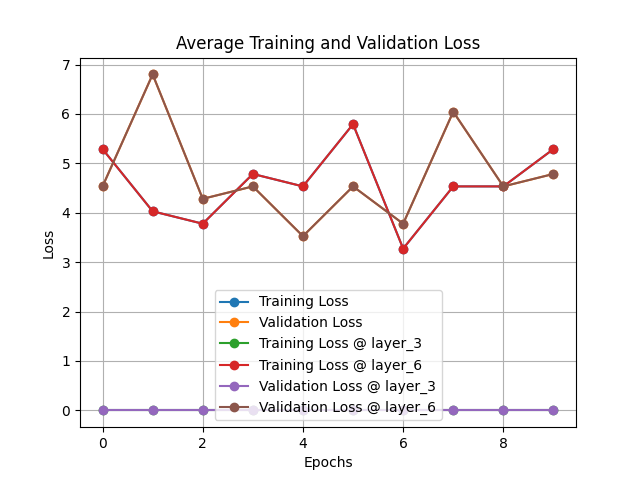 Average Training and Validation Loss
7
6
5
4
3
2
1
0
Loss
Training Loss
Validation Loss
Training Loss @ layer_3
Training Loss @ layer_6
Validation Loss @ layer_3
Validation Loss @ layer_6
0 2 4 6 8
Epochs